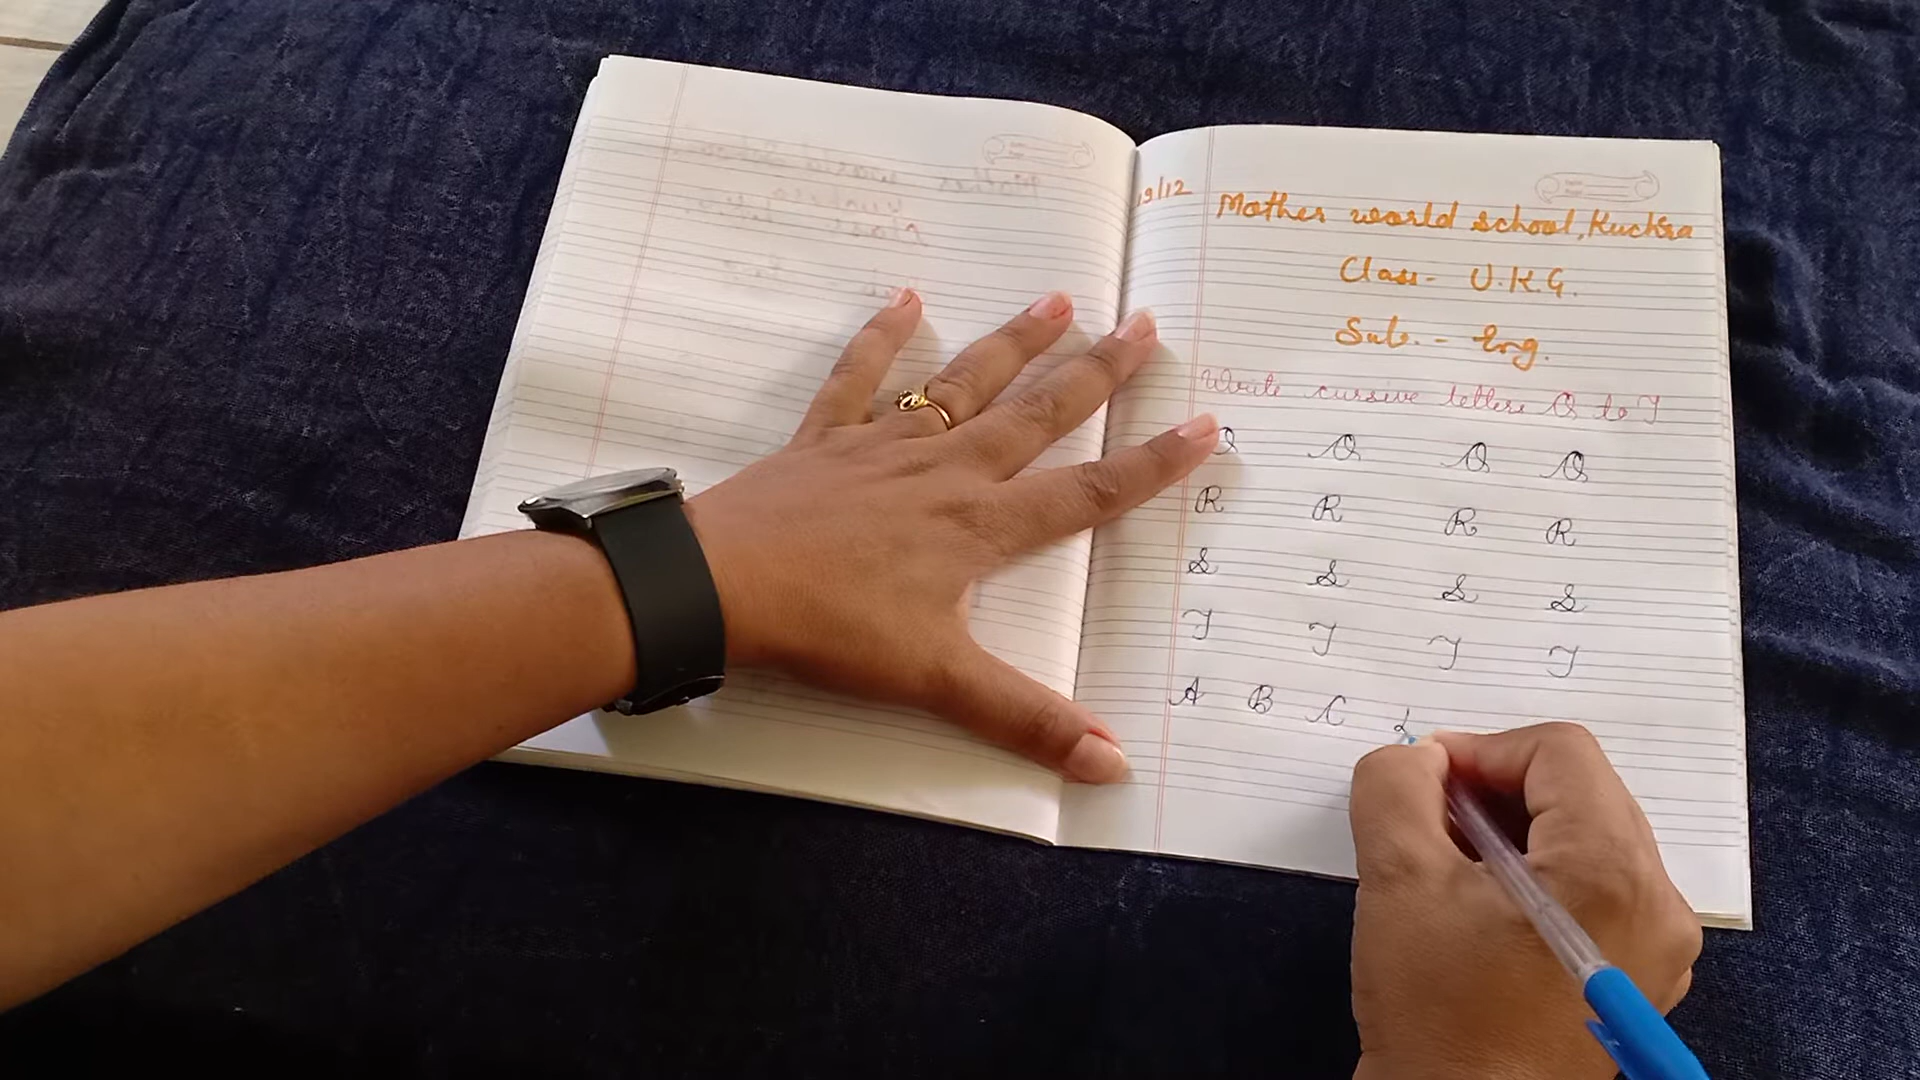 19/12 Mother world school, Kuchra
Class- U.K.G.
Sub. - Eng.
Write cursive letters Q to T
Q Q Q Q
R R R R
S S S S
T T T T
A B C